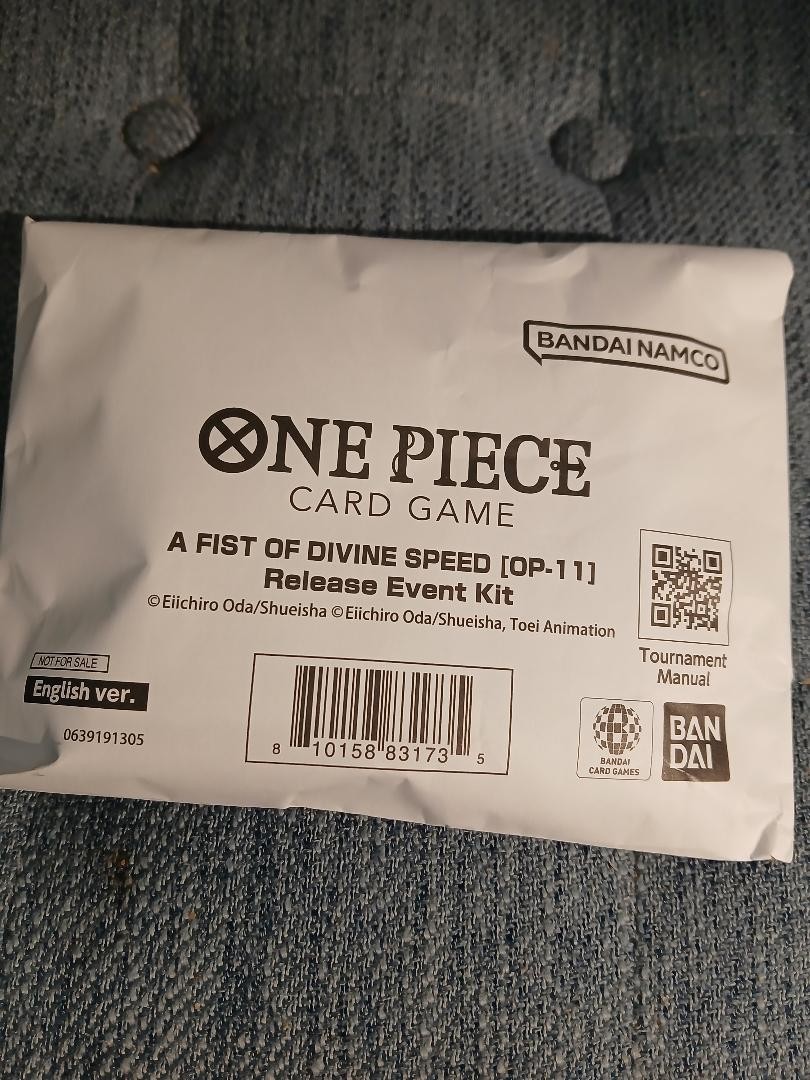 BANDAI NAMCO
ONE PIECE
CARD GAME
A FIST OF DIVINE SPEED [OP-11]
Release Event Kit
©Eiichiro Oda/Shueisha ©Eiichiro Oda/Shueisha, Toei Animation
Tournament
Manual
NOT FOR SALE
English ver.
0639191305
8 10158 83173 5
BANDAI
CARD GAMES
BAN
DAI